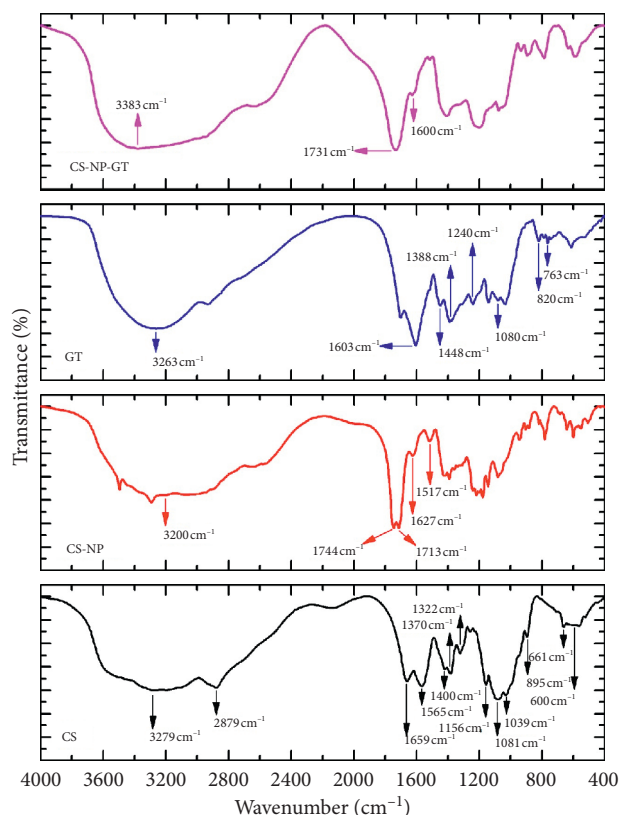 3383 cm⁻¹
1600 cm⁻¹
1731 cm⁻¹
CS-NP-GT
1240 cm⁻¹
1388 cm⁻¹
763 cm⁻¹
820 cm⁻¹
1080 cm⁻¹
1603 cm⁻¹
1448 cm⁻¹
3263 cm⁻¹
GT
1517 cm⁻¹
1627 cm⁻¹
3200 cm⁻¹
1744 cm⁻¹
1713 cm⁻¹
CS-NP
1322 cm⁻¹
1370 cm⁻¹
661 cm⁻¹
895 cm⁻¹
1400 cm⁻¹
600 cm⁻¹
1565 cm⁻¹
2879 cm⁻¹
1156 cm⁻¹
1039 cm⁻¹
3279 cm⁻¹
1659 cm⁻¹
1081 cm⁻¹
CS
Transmittance (%)
4000 3600 3200 2800 2400 2000 1600 1200 800 400
Wavenumber (cm⁻¹)